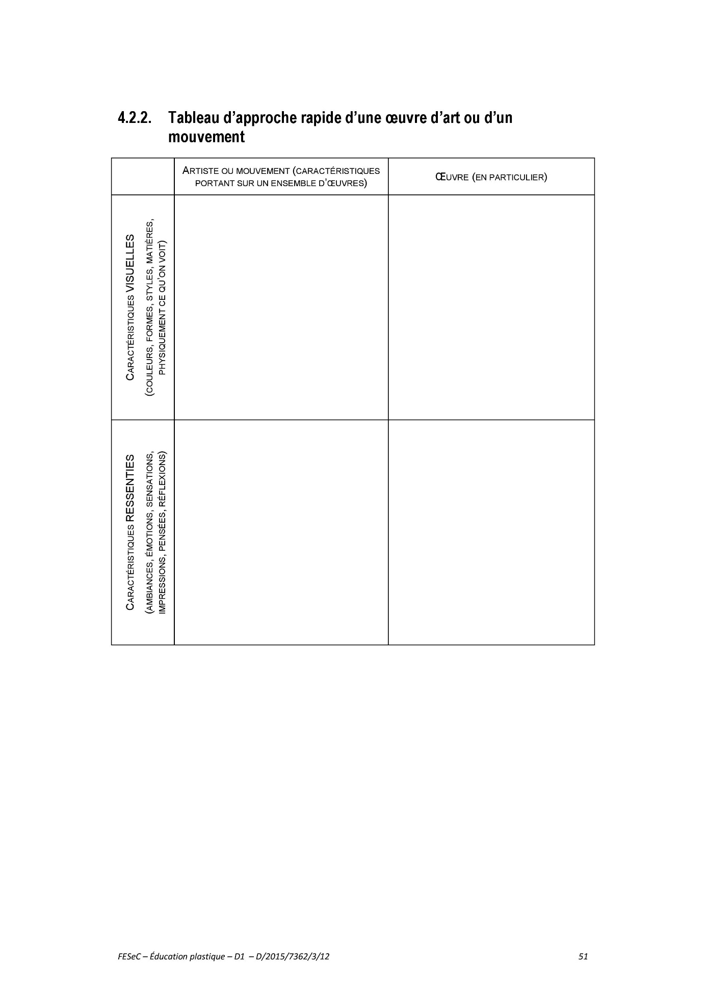 4.2.2. Tableau d’approche rapide d’une œuvre d’art ou d’un
mouvement
ARTISTE OU MOUVEMENT (CARACTÉRISTIQUES
PORTANT SUR UN ENSEMBLE D’ŒUVRES)
ŒUVRE (EN PARTICULIER)
CARACTÉRISTIQUES VISUELLES
(COULEURS, FORMES, STYLES, MATIÈRES,
PHYSIQUEMENT CE QU’ON VOIT)
CARACTÉRISTIQUES RESSENTIES
(AMBIANCES, ÉMOTIONS, SENSATIONS,
IMPRESSIONS, PENSÉES, RÉFLEXIONS)
FESeC – Éducation plastique – D1 – D/2015/7362/3/12 51